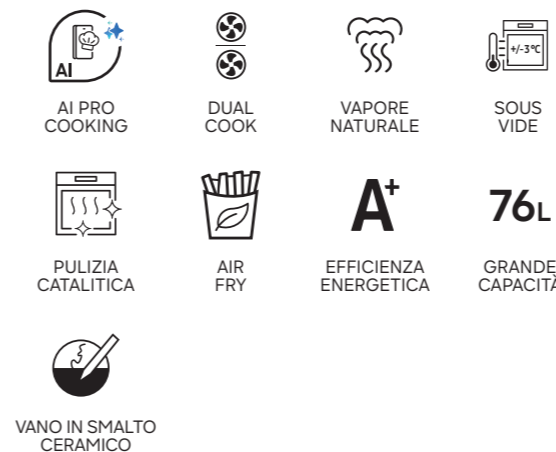 AI
AI PRO
COOKING
DUAL
COOK
VAPORE
NATURALE
+/-3°C
SOUS
VIDE
PULIZIA
CATALITICA
AIR
FRY
A+
EFFICIENZA
ENERGETICA
76L
GRANDE
CAPACITÀ
VANO IN SMALTO
CERAMICO